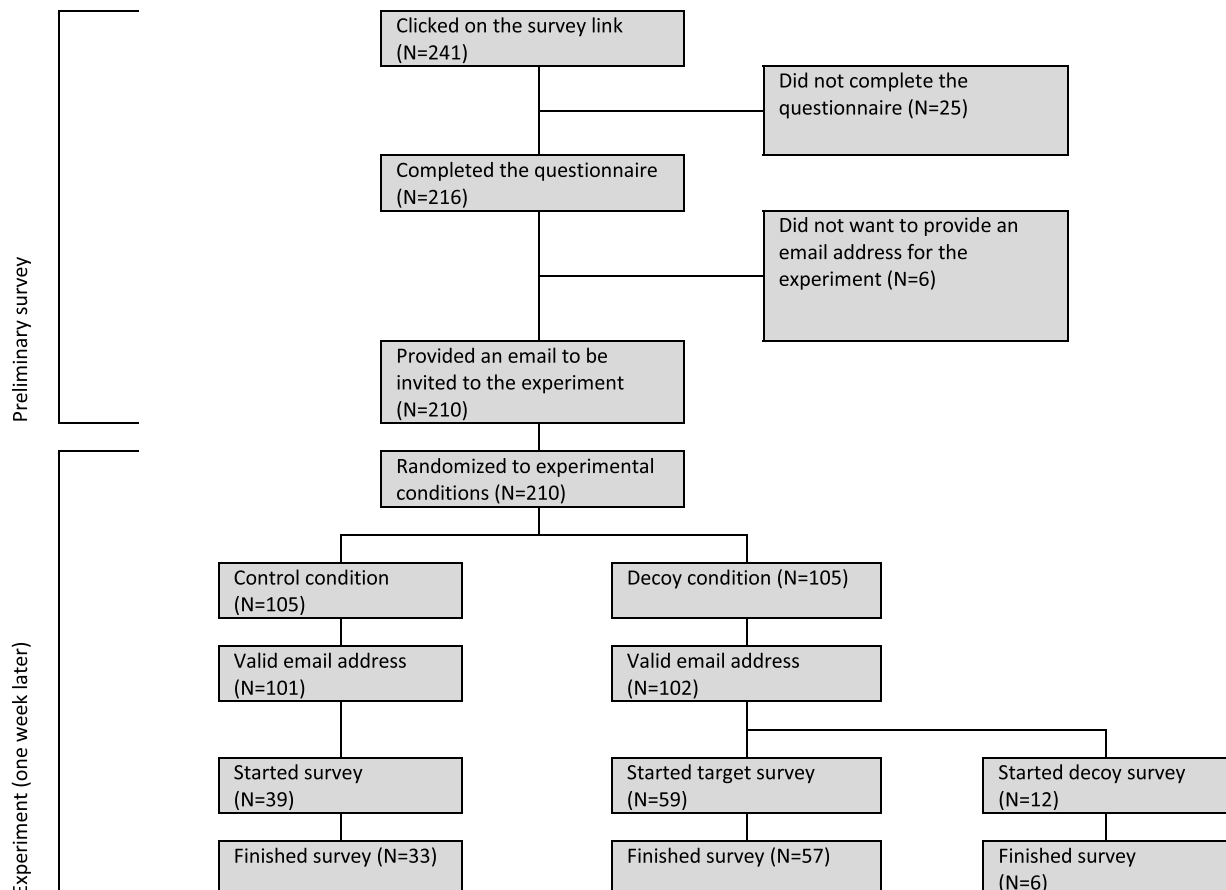 Clicked on the survey link
(N=241)
Did not complete the
questionnaire (N=25)
Completed the questionnaire
(N=216)
Did not want to provide an
email address for the
experiment (N=6)
Preliminary survey
Provided an email to be
invited to the experiment
(N=210)
Randomized to experimental
conditions (N=210)
Control condition
(N=105)
Decoy condition (N=105)
Valid email address
(N=101)
Valid email address
(N=102)
Experiment (one week later)
Started survey
(N=39)
Started target survey
(N=59)
Started decoy survey
(N=12)
Finished survey (N=33)
Finished survey (N=57)
Finished survey
(N=6)